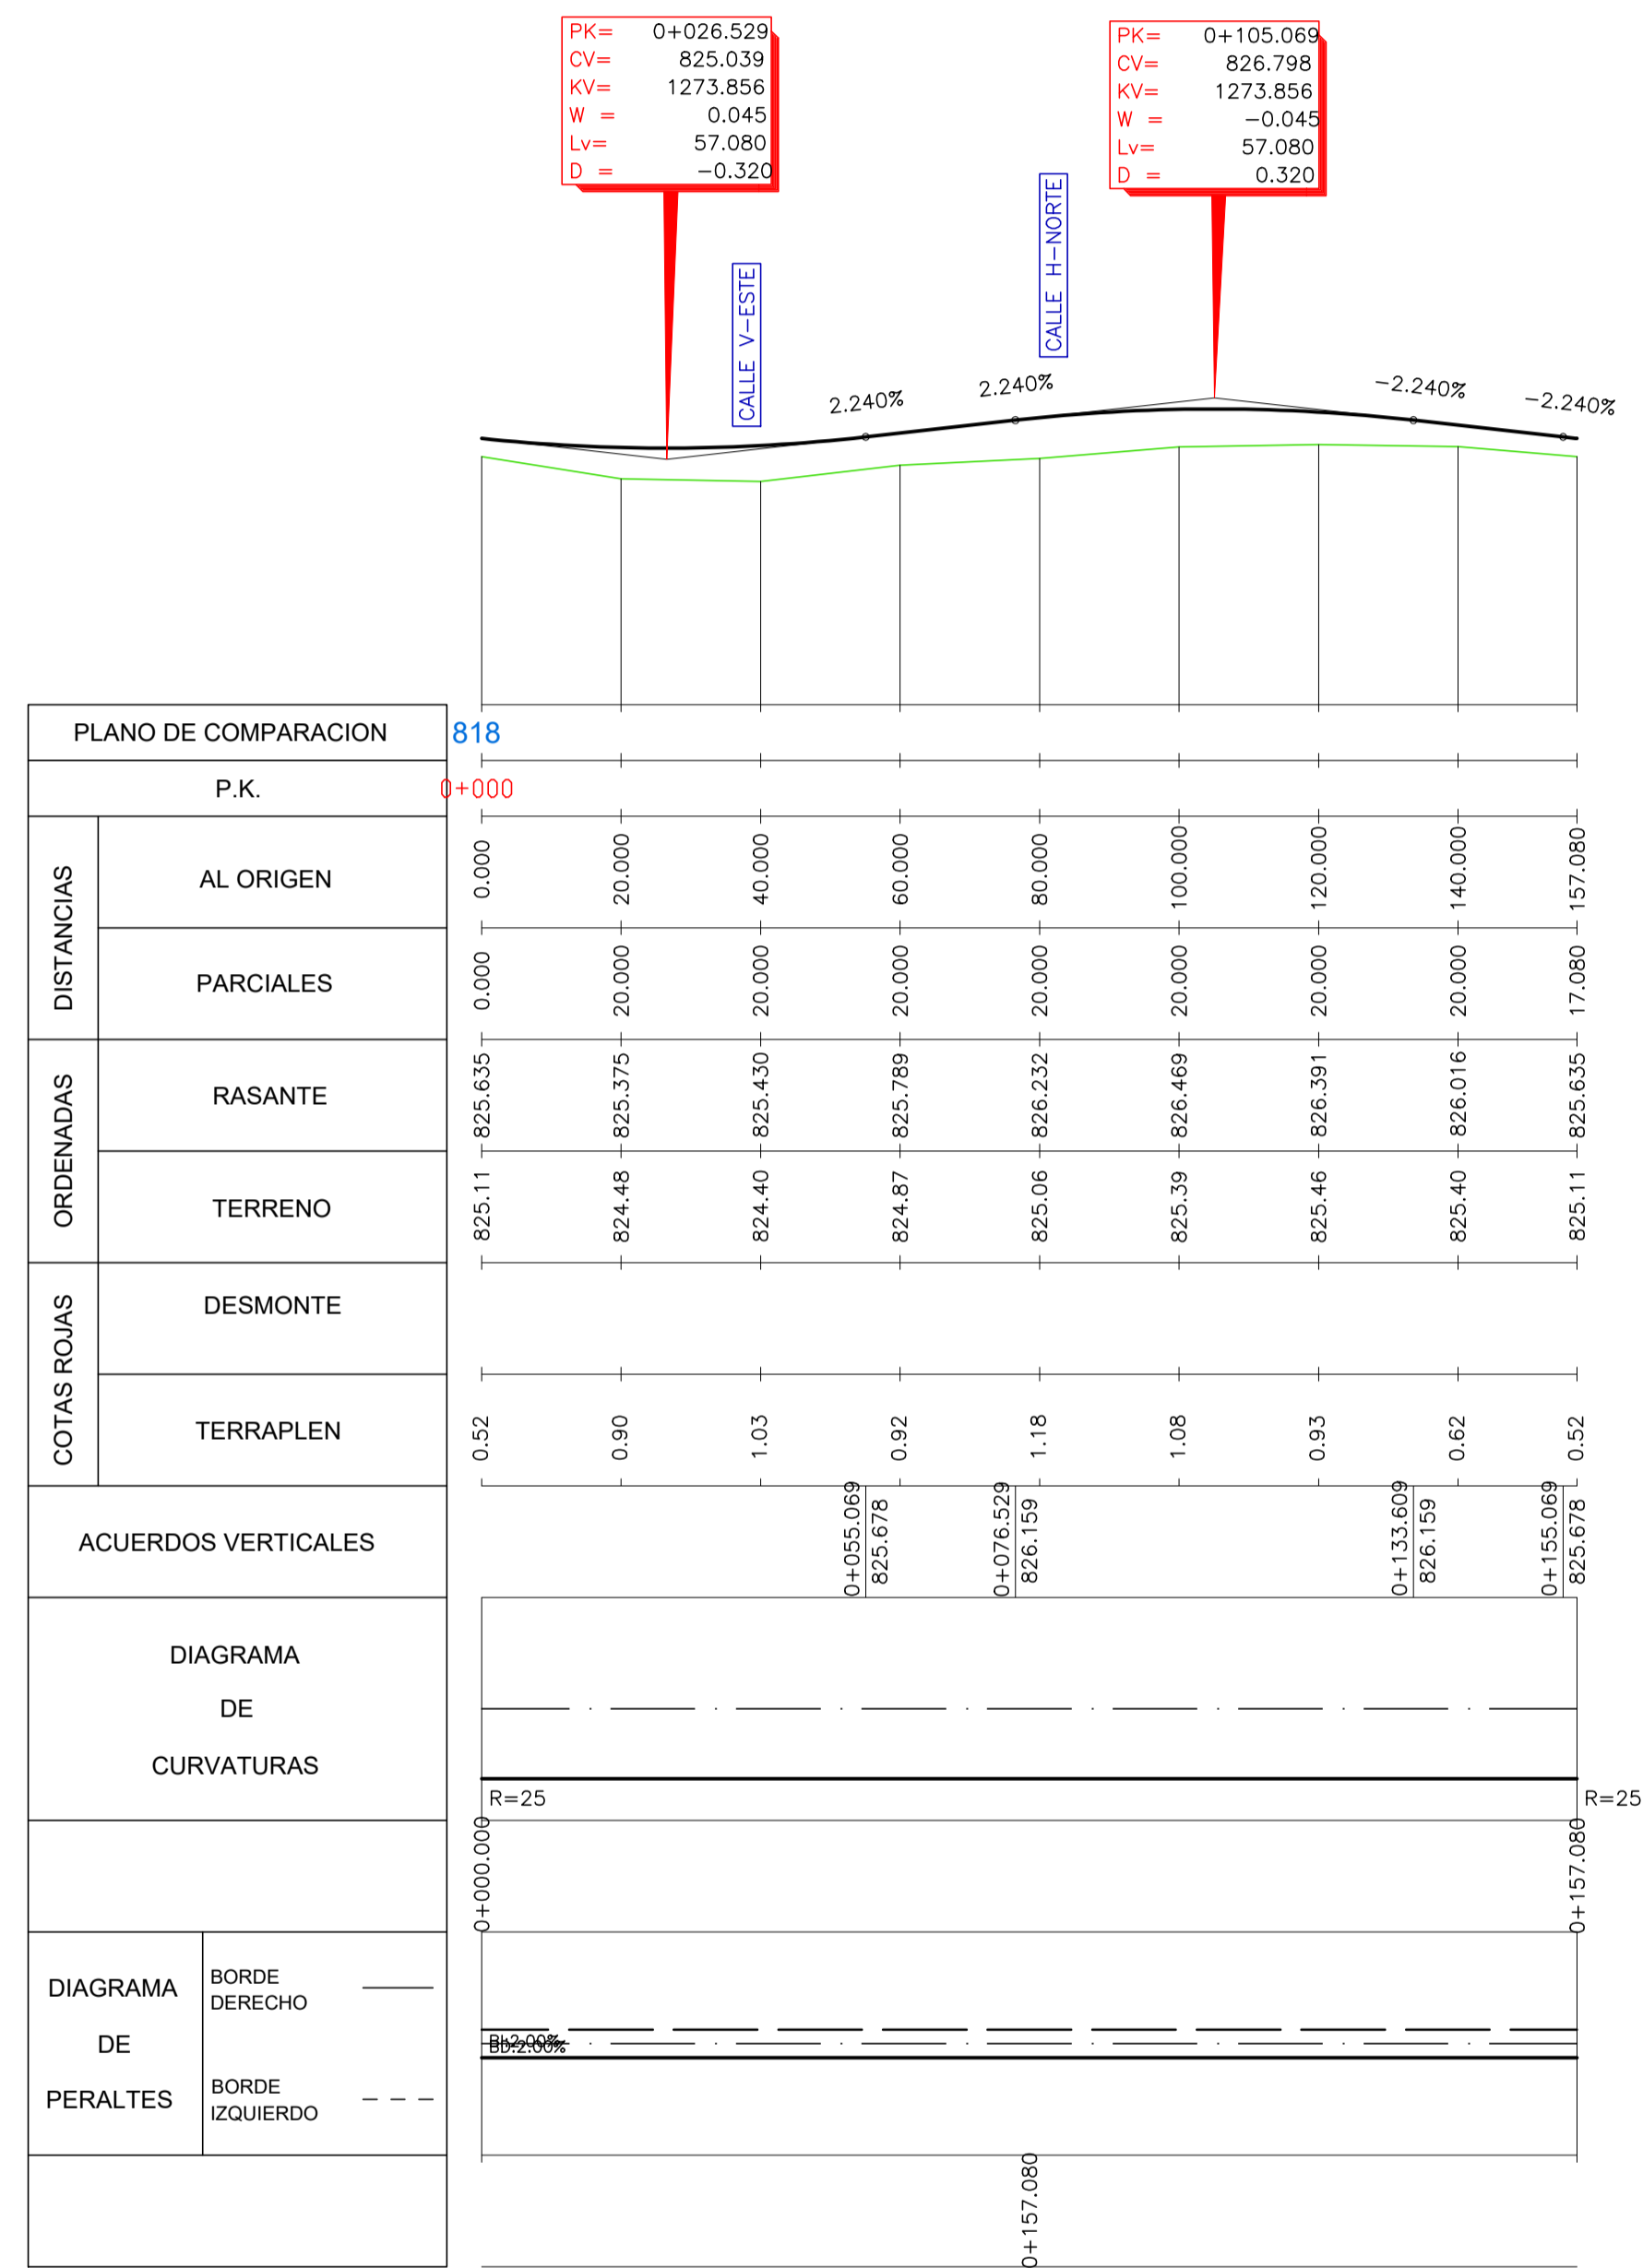 PK= 0+026.529
CV= 825.039
KV= 1273.856
W = 0.045
Lv= 57.080
D = −0.320
PK= 0+105.069
CV= 826.798
KV= 1273.856
W = −0.045
Lv= 57.080
D = 0.320
CALLE V−ESTE
CALLE H−NORTE
2.240%
2.240%
−2.240%
−2.240%
PLANO DE COMPARACION 818
P.K. 0+000
DISTANCIAS
AL ORIGEN 0.000 20.000 40.000 60.000 80.000 100.000 120.000 140.000 157.080
PARCIALES 0.000 20.000 20.000 20.000 20.000 20.000 20.000 20.000 17.080
ORDENADAS
RASANTE 825.635 825.375 825.430 825.789 826.232 826.469 826.391 826.016 825.635
TERRENO 825.11 824.48 824.40 824.87 825.06 825.39 825.46 825.40 825.11
COTAS ROJAS
DESMONTE
TERRAPLEN 0.52 0.90 1.03 0.92 1.18 1.08 0.93 0.62 0.52
ACUERDOS VERTICALES
0+055.069
825.678
0+076.529
826.159
0+133.609
826.159
0+155.069
825.678
DIAGRAMA
DE
CURVATURAS
R=25
R=25
0+000.000
0+157.080
DIAGRAMA
DE
PERALTES
BORDE
DERECHO
BORDE
IZQUIERDO
BI:2.00%
BD:2.00%
0+157.080